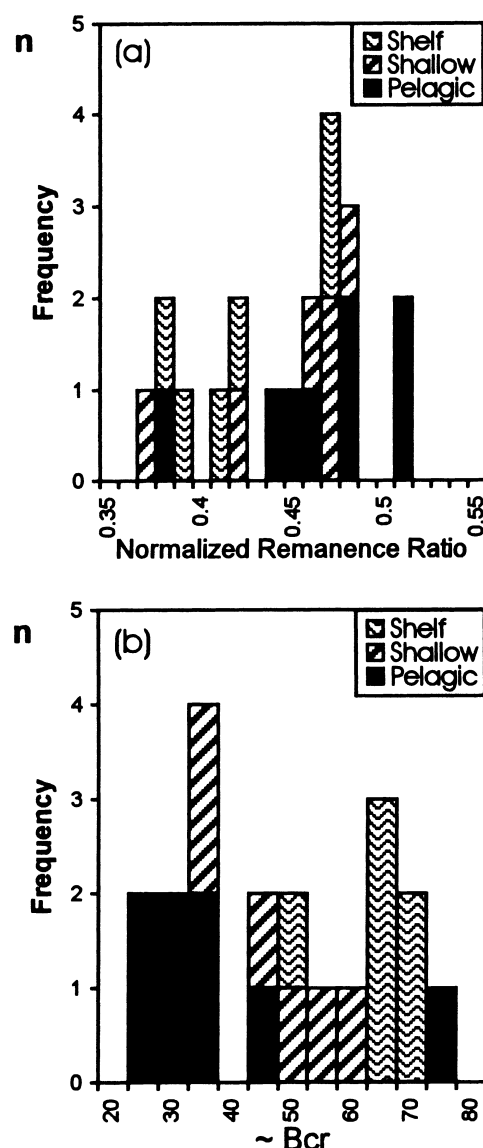 n
(a)
Shelf
Shallow
Pelagic
5
4
3
2
1
0
Frequency
0.35
0.4
0.45
0.5
0.55
Normalized Remanence Ratio
n
(b)
Shelf
Shallow
Pelagic
5
4
3
2
1
0
Frequency
20
30
40
50
60
70
80
~ Bcr